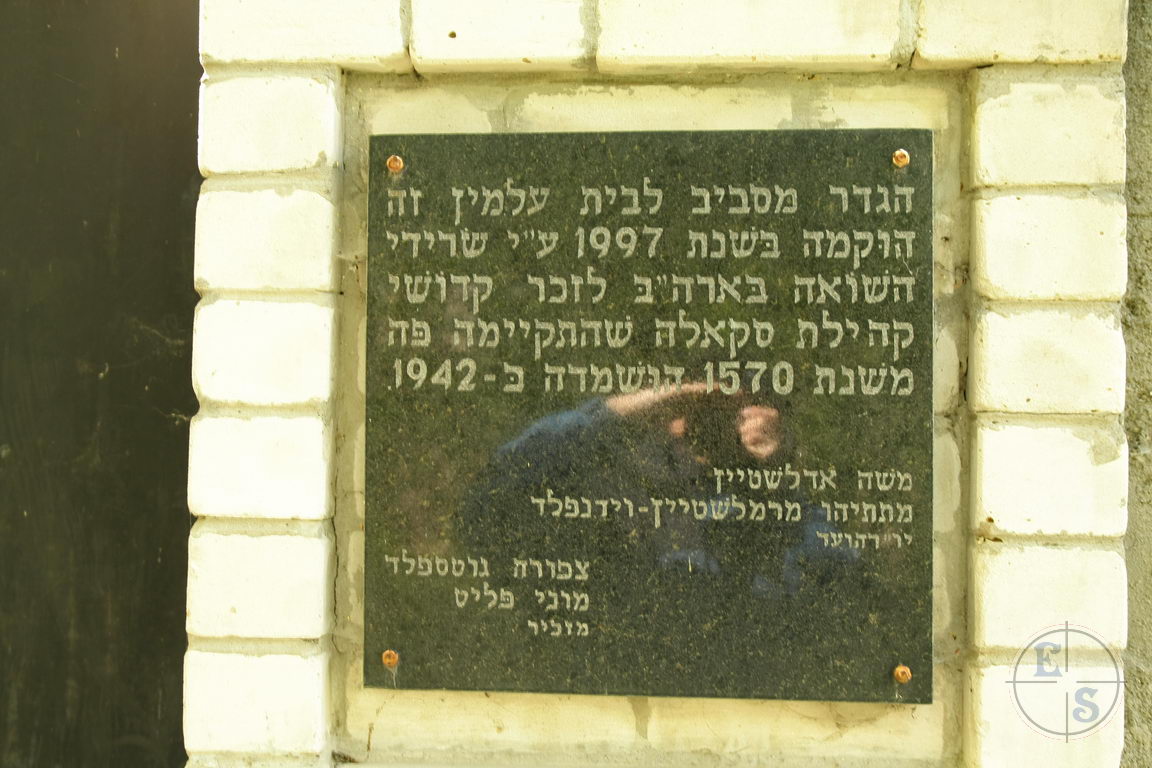 הגדר מסביב לבית עלמין זה
הוקמה בשנת 1997 ע"י שרידי
השואה בארה"ב לזכר קדושי
קהילת סקאלה שהתקיימה פה
משנת 1570 הושמדה ב-1942.
משה אדלשטיין
מתתיהו מרמלשטיין-וידנפלד
יו"ר הועד
צפורה גוטספלד
מוני פליט
מזכיר
E
S